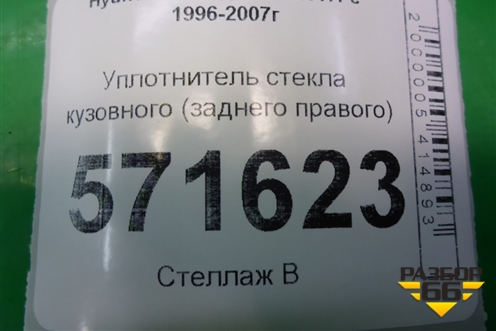 1996-2007г
Уплотнитель стекла
кузовного (заднего правого)
571623
Стеллаж В
2000005414893
РАЗБОР
66